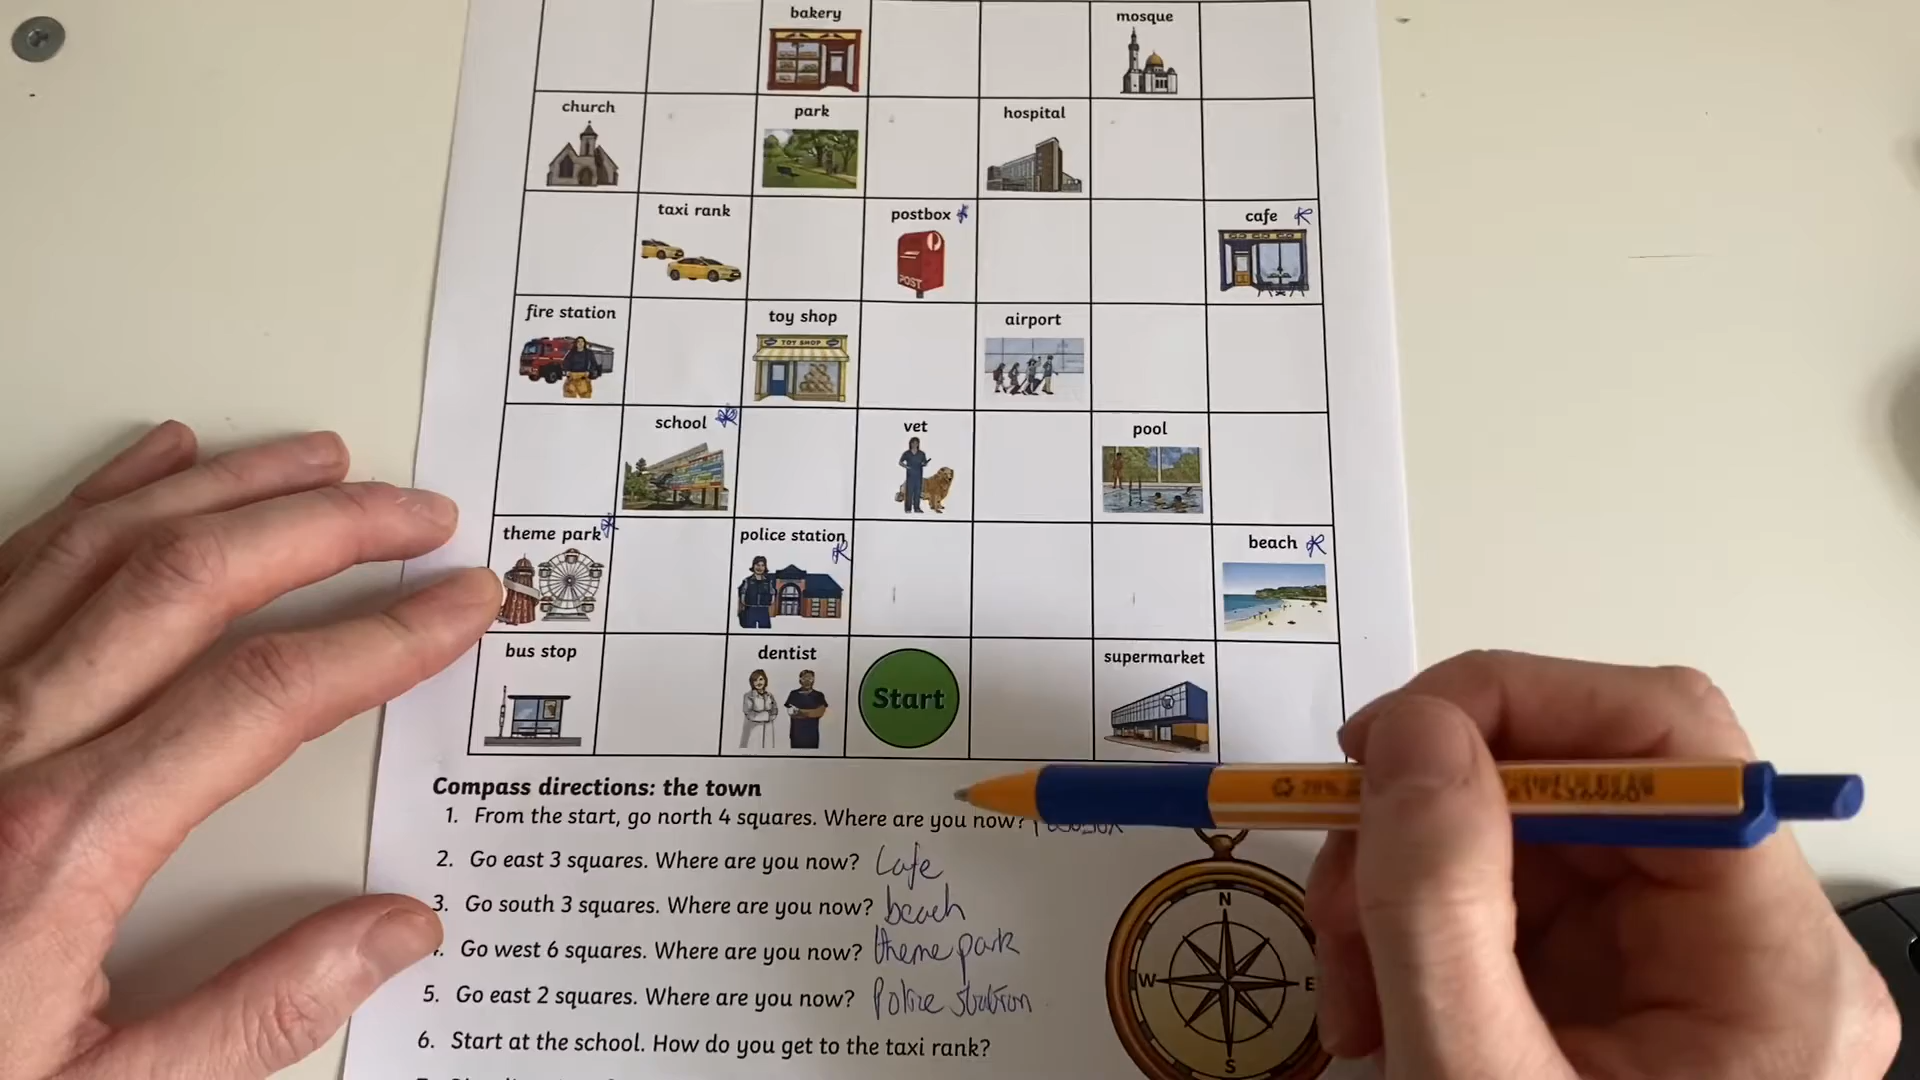 bakery
mosque
church
park
hospital
taxi rank
postbox
cafe
POST
fire station
toy shop
airport
TOY SHOP
school
vet
pool
theme park
police station
beach
bus stop
dentist
Start
supermarket
Compass directions: the town
1. From the start, go north 4 squares. Where are you now?
2. Go east 3 squares. Where are you now? Cafe
3. Go south 3 squares. Where are you now? beach
Go west 6 squares. Where are you now? theme park
5. Go east 2 squares. Where are you now? Police station
6. Start at the school. How do you get to the taxi rank?
N
W
E
S